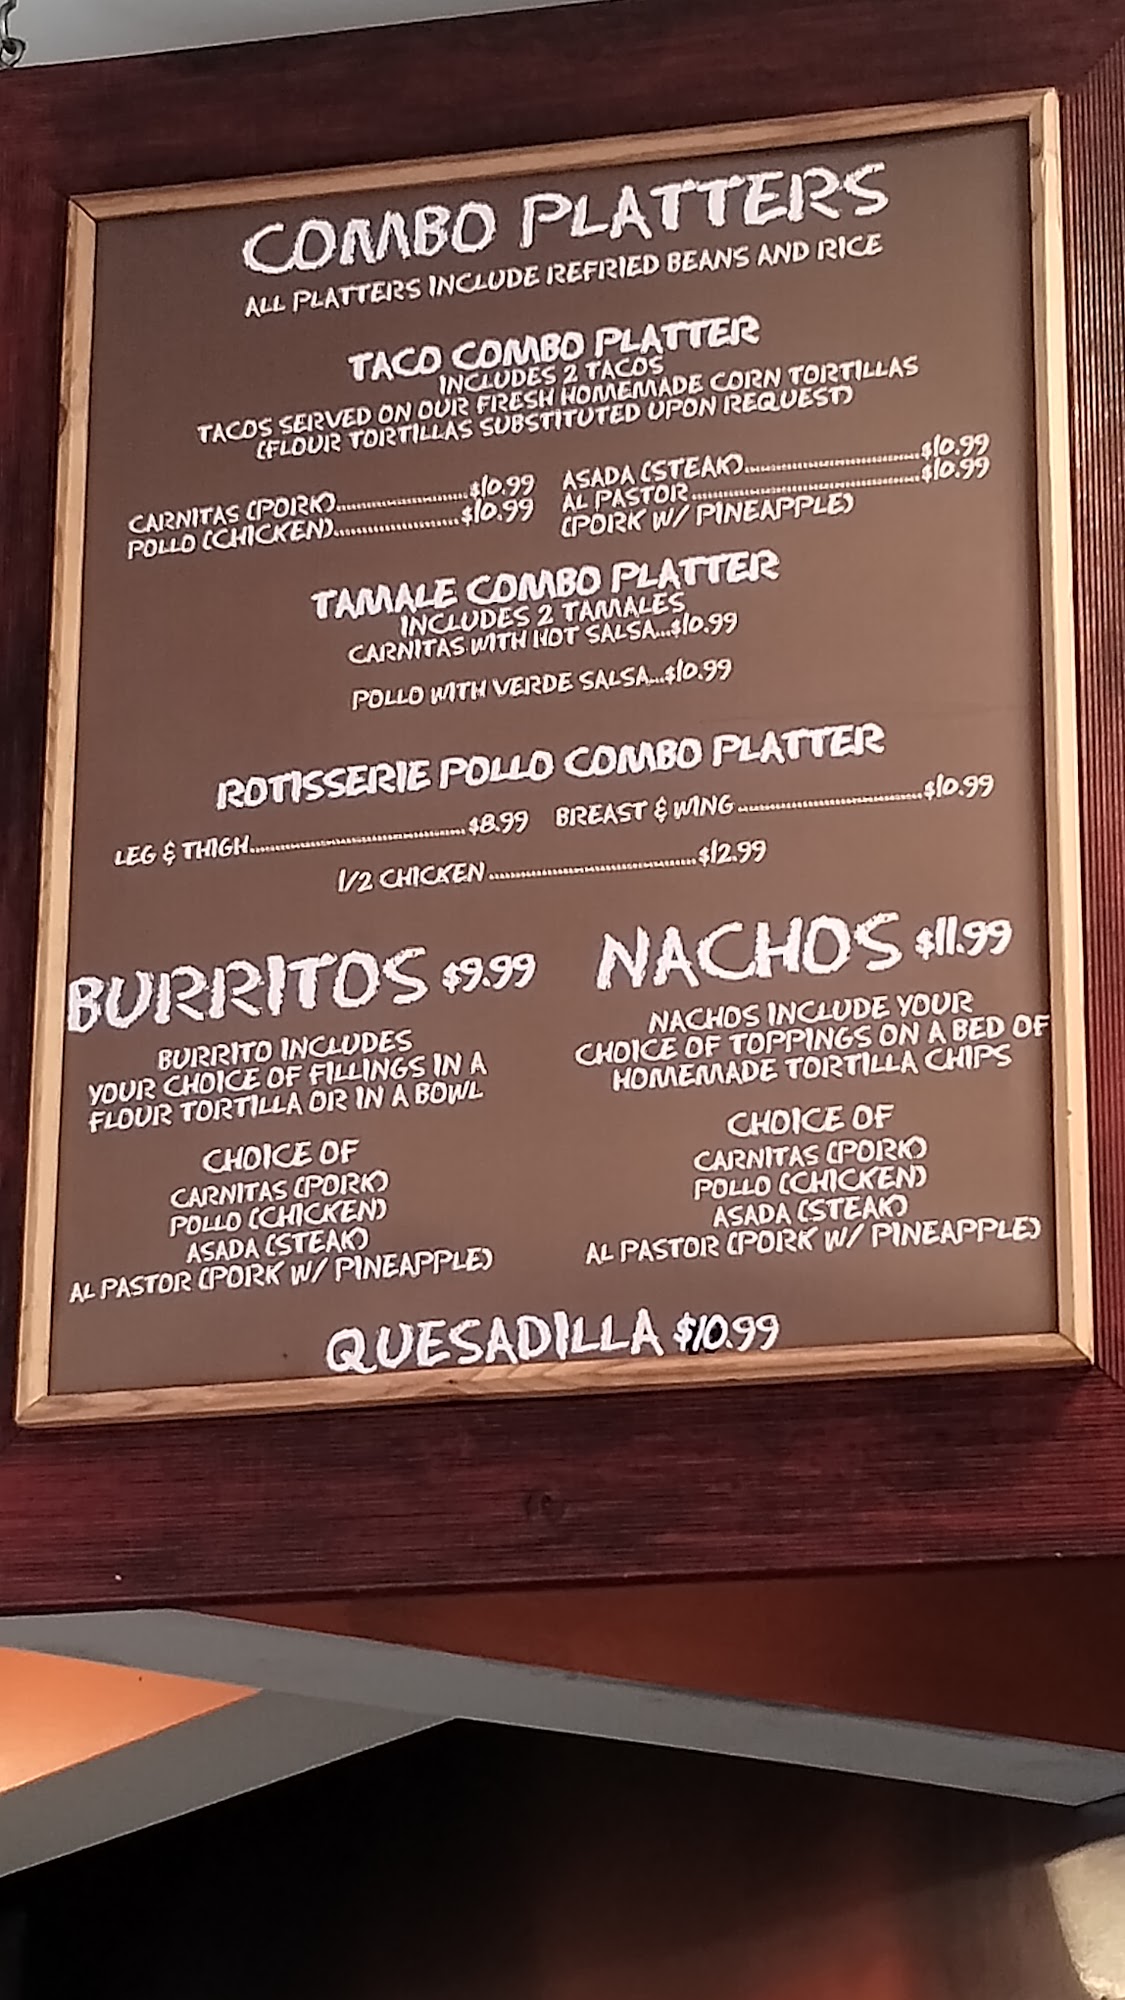 COMBO PLATTERS
ALL PLATTERS INCLUDE REFRIED BEANS AND RICE
TACO COMBO PLATTER
INCLUDES 2 TACOS
TACOS SERVED ON OUR FRESH HOMEMADE CORN TORTILLAS
(FLOUR TORTILLAS SUBSTITUTED UPON REQUEST)
CARNITAS (PORK)....................$10.99
POLLO (CHICKEN)....................$10.99
ASADA (STEAK)....................$10.99
AL PASTOR....................$10.99
(PORK W/ PINEAPPLE)
TAMALE COMBO PLATTER
INCLUDES 2 TAMALES
CARNITAS WITH HOT SALSA...$10.99
POLLO WITH VERDE SALSA...$10.99
ROTISSERIE POLLO COMBO PLATTER
LEG & THIGH....................$8.99 BREAST & WING....................$10.99
1/2 CHICKEN....................$12.99
BURRITOS $9.99
BURRITO INCLUDES
YOUR CHOICE OF FILLINGS IN A
FLOUR TORTILLA OR IN A BOWL
CHOICE OF
CARNITAS (PORK)
POLLO (CHICKEN)
ASADA (STEAK)
AL PASTOR (PORK W/ PINEAPPLE)
NACHOS $11.99
NACHOS INCLUDE YOUR
CHOICE OF TOPPINGS ON A BED OF
HOMEMADE TORTILLA CHIPS
CHOICE OF
CARNITAS (PORK)
POLLO (CHICKEN)
ASADA (STEAK)
AL PASTOR (PORK W/ PINEAPPLE)
QUESADILLA $10.99